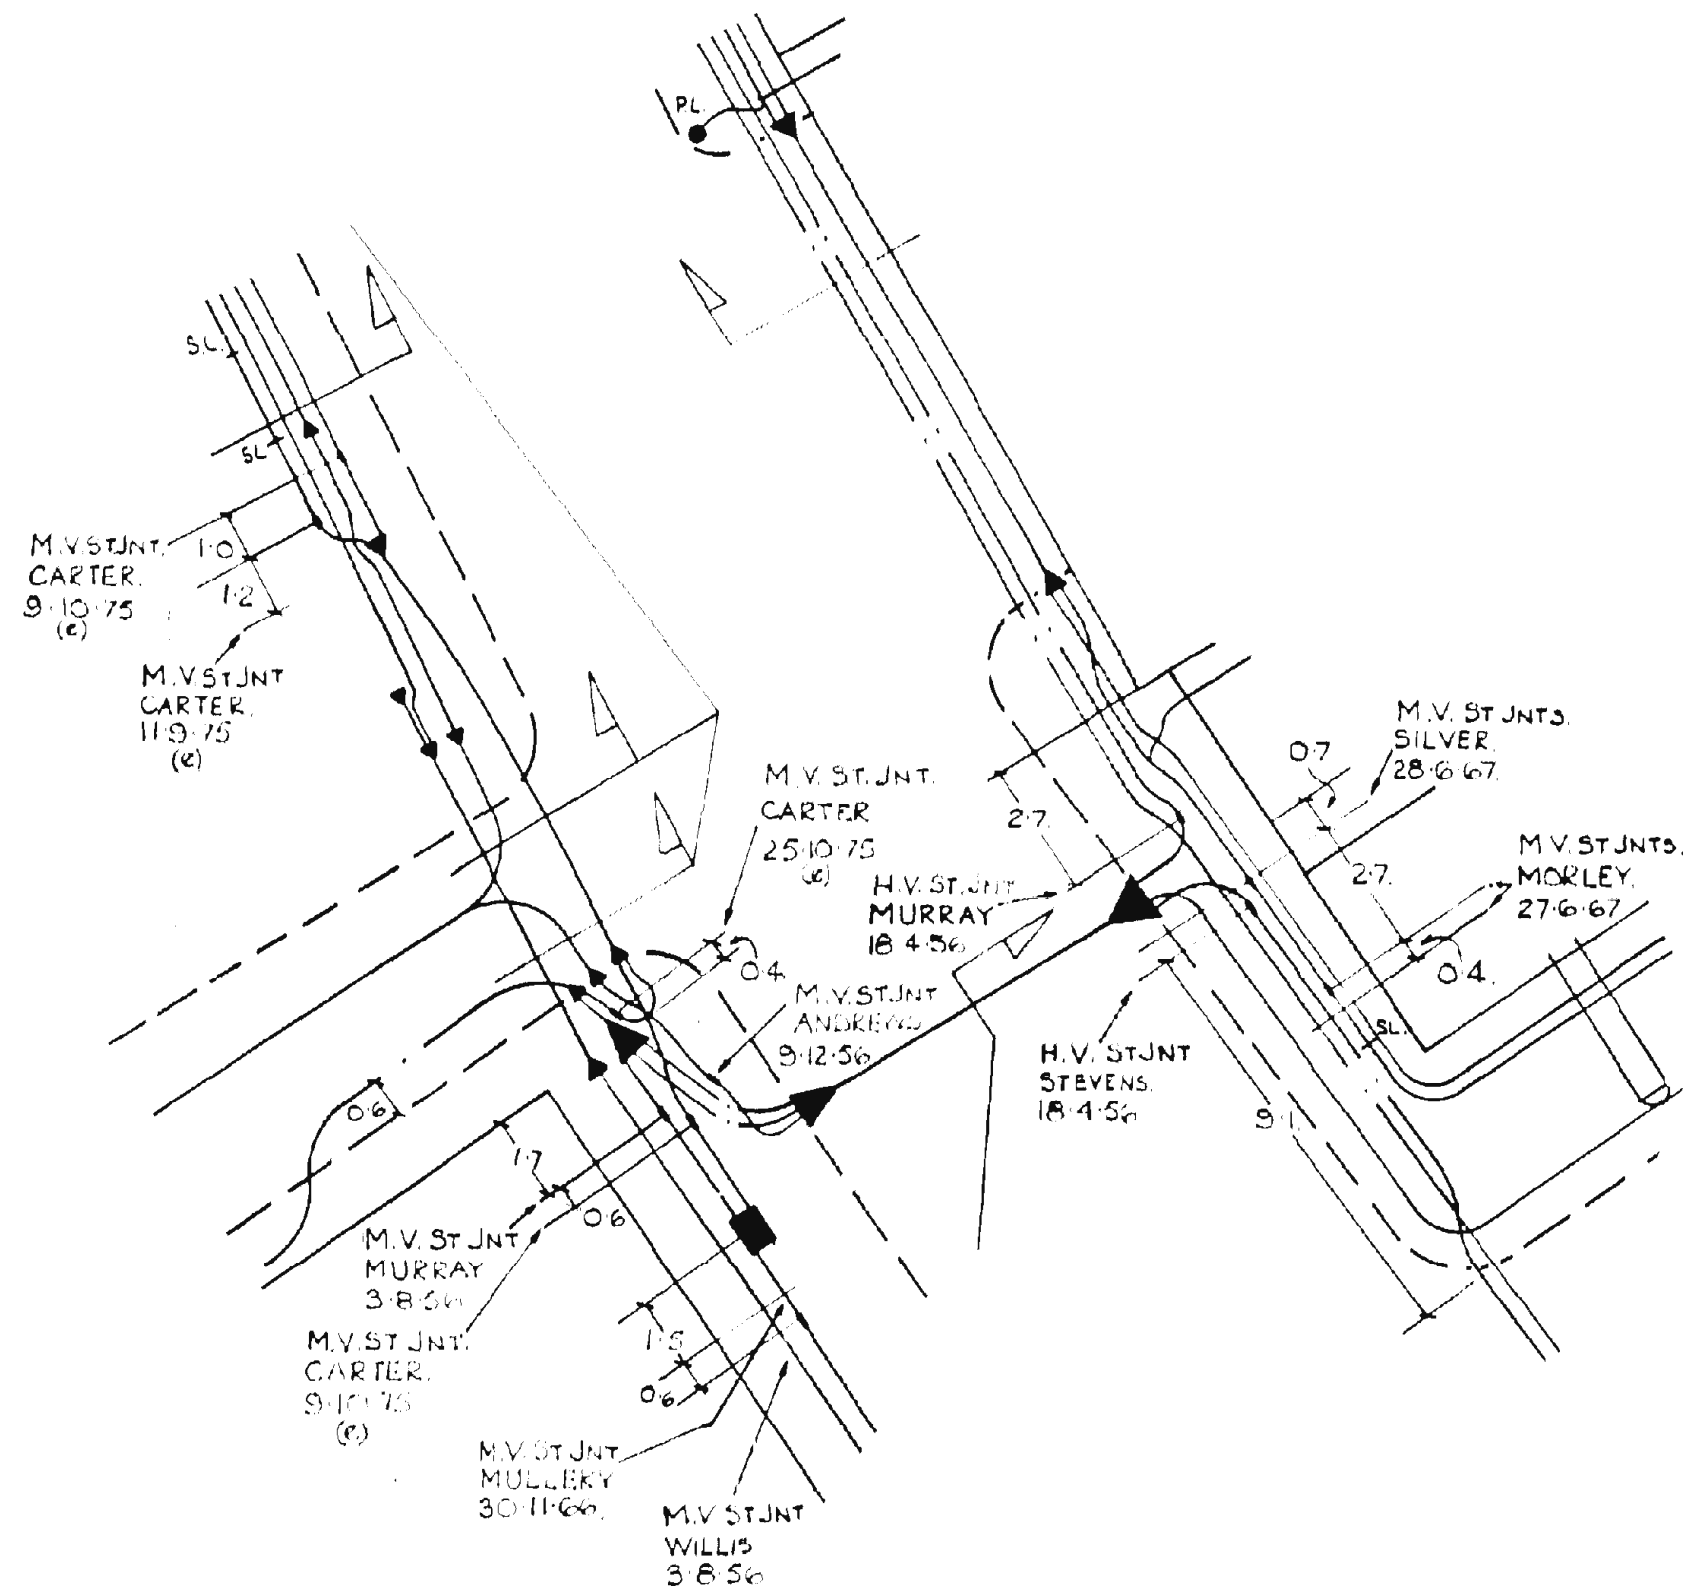 P.L.
S.L.
SL
M.V. ST JNT.
CARTER.
9·10·75
(c)
1·0
1·2
M.V. ST JNT
CARTER.
11·9·75
(c)
M.V. ST. JNT.
CARTER
25·10·75
(c)
0·4
H.V. ST. JNT
MURRAY
18·4·56
2·7
0·7
M.V. ST JNTS.
SILVER.
28·6·67.
2·7
M.V. ST JNTS.
MORLEY.
27·6·67
0·4
SL.
M.V. ST JNT
ANDREWS
9·12·56
H.V. ST JNT
STEVENS.
18·4·56
9·1
0·6
1·7
0·6
M.V. ST JNT
MURRAY
3·8·56
M.V. ST JNT.
CARTER.
9·10·75
(c)
1·5
0·6
M.V. ST JNT
MULLERY
30·11·66.
M.V ST JNT
WILLIS
3·8·56